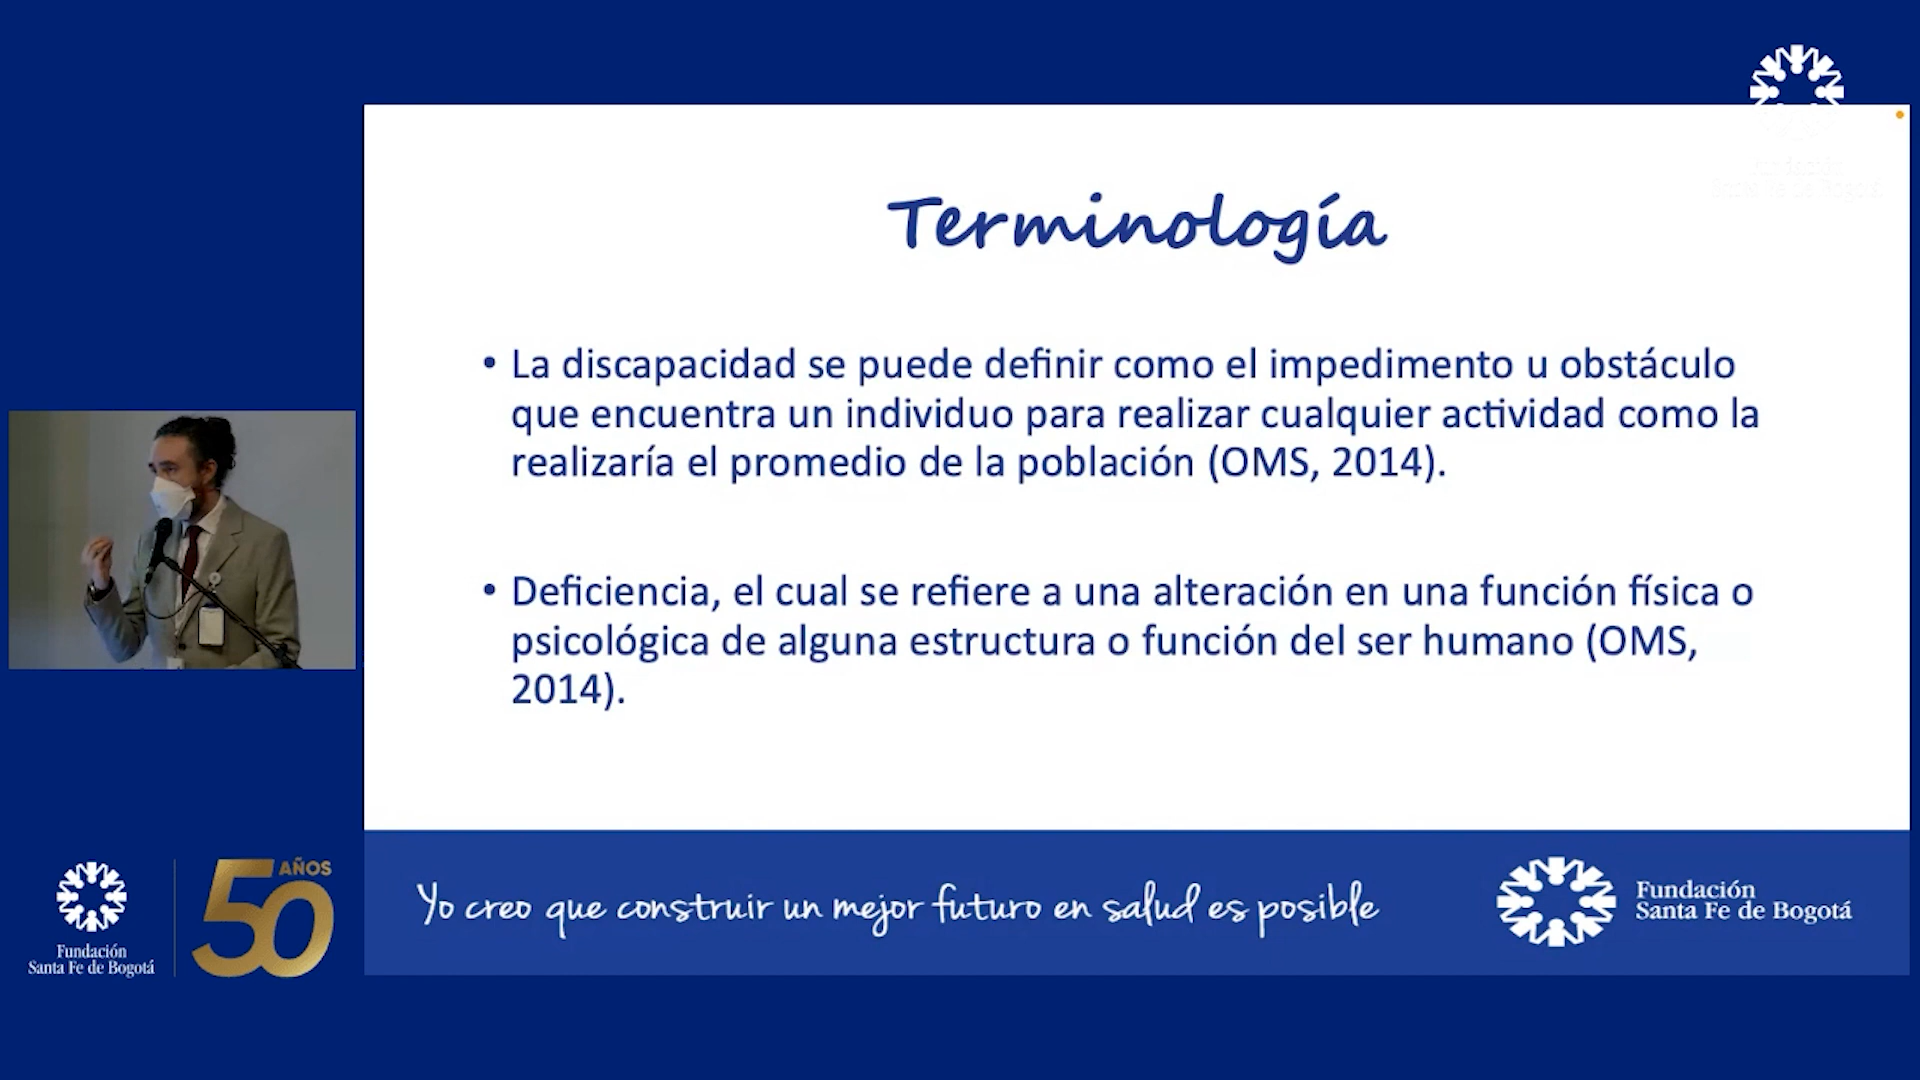 Terminología
• La discapacidad se puede definir como el impedimento u obstáculo
que encuentra un individuo para realizar cualquier actividad como la
realizaría el promedio de la población (OMS, 2014).
• Deficiencia, el cual se refiere a una alteración en una función física o
psicológica de alguna estructura o función del ser humano (OMS,
2014).
Yo creo que construir un mejor futuro en salud es posible
Fundación
Santa Fe de Bogotá
Fundación
Santa Fe de Bogotá
50 AÑOS